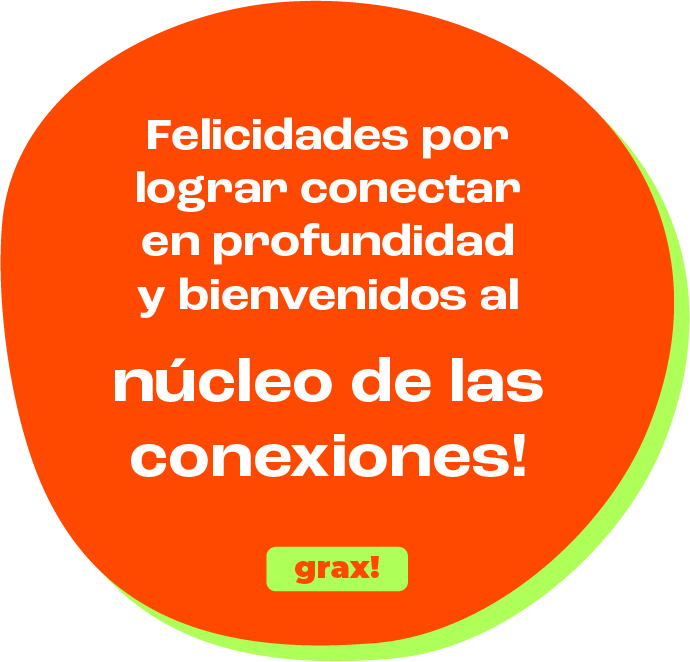 Felicidades por
lograr conectar
en profundidad
y bienvenidos al
núcleo de las
conexiones!
grax!